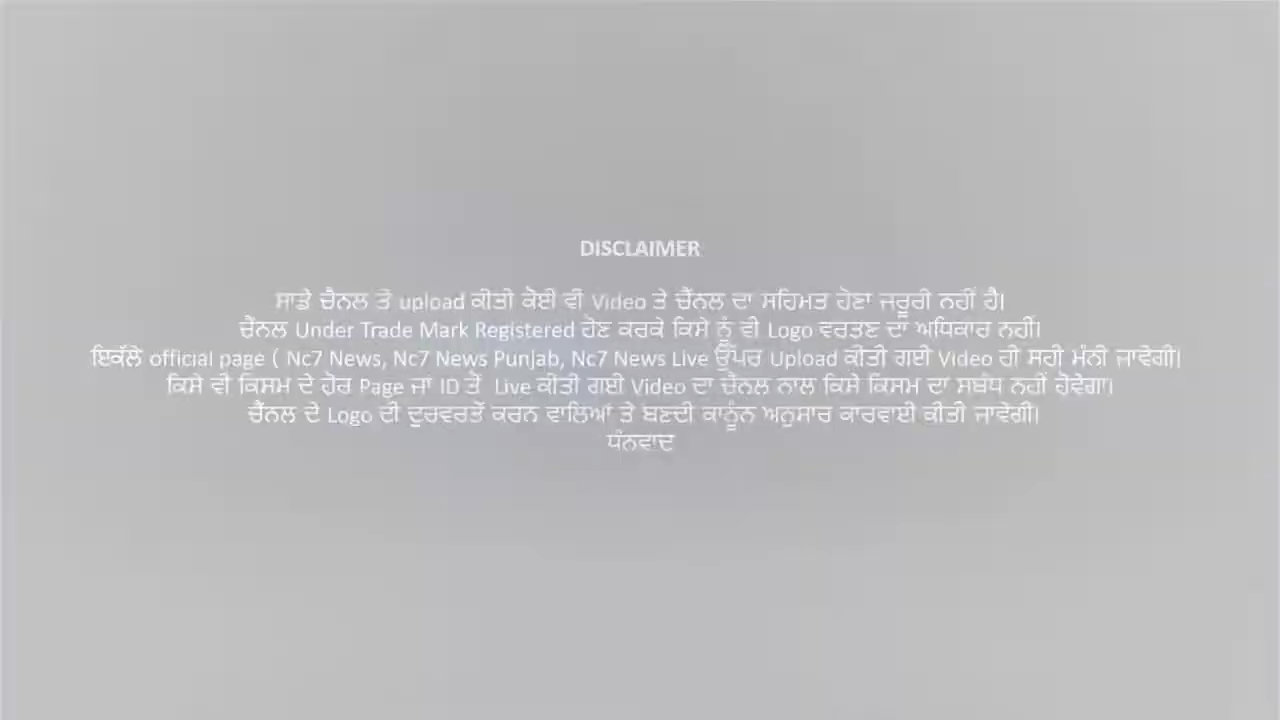 DISCLAIMER
ਸਾਡੇ ਚੈਨਲ ਤੇ upload ਕੀਤੀ ਕੋਈ ਵੀ Video ਤੇ ਚੈਂਨਲ ਦਾ ਸਹਿਮਤ ਹੋਣਾ ਜਰੂਰੀ ਨਹੀਂ ਹੈ।
ਚੈਂਨਲ Under Trade Mark Registered ਹੋਣ ਕਰਕੇ ਕਿਸੇ ਨੂੰ ਵੀ Logo ਵਰਤਣ ਦਾ ਅਧਿਕਾਰ ਨਹੀਂ।
ਇਕੱਲੇ official page ( Nc7 News, Nc7 News Punjab, Nc7 News Live ਉੱਪਰ Upload ਕੀਤੀ ਗਈ Video ਹੀ ਸਹੀ ਮੰਨੀ ਜਾਵੇਗੀ।
ਕਿਸੇ ਵੀ ਕਿਸਮ ਦੇ ਹੋਰ Page ਜਾਂ ID ਤੋਂ Live ਕੀਤੀ ਗਈ Video ਦਾ ਚੈਂਨਲ ਨਾਲ ਕਿਸੇ ਕਿਸਮ ਦਾ ਸਬੰਧ ਨਹੀਂ ਹੋਵੇਗਾ।
ਚੈਂਨਲ ਦੇ Logo ਦੀ ਦੁਰਵਰਤੋਂ ਕਰਨ ਵਾਲਿਆਂ ਤੇ ਬਣਦੀ ਕਾਨੂੰਨ ਅਨੁਸਾਰ ਕਾਰਵਾਈ ਕੀਤੀ ਜਾਵੇਗੀ।
ਧੰਨਵਾਦ